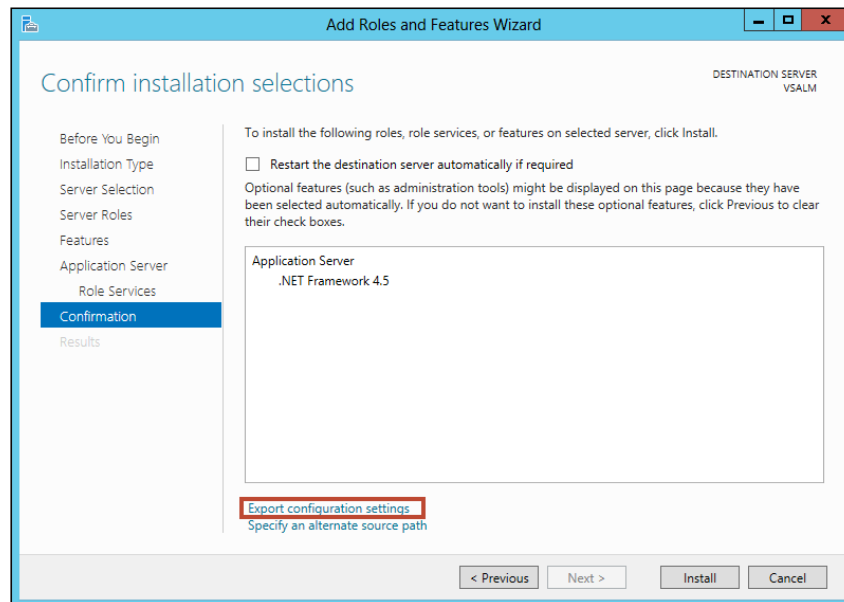 Add Roles and Features Wizard
Confirm installation selections
DESTINATION SERVER
VSALM
Before You Begin
Installation Type
Server Selection
Server Roles
Features
Application Server
Role Services
Confirmation
Results
To install the following roles, role services, or features on selected server, click Install.
Restart the destination server automatically if required
Optional features (such as administration tools) might be displayed on this page because they have
been selected automatically. If you do not want to install these optional features, click Previous to clear
their check boxes.
Application Server
.NET Framework 4.5
Export configuration settings
Specify an alternate source path
< Previous
Next >
Install
Cancel